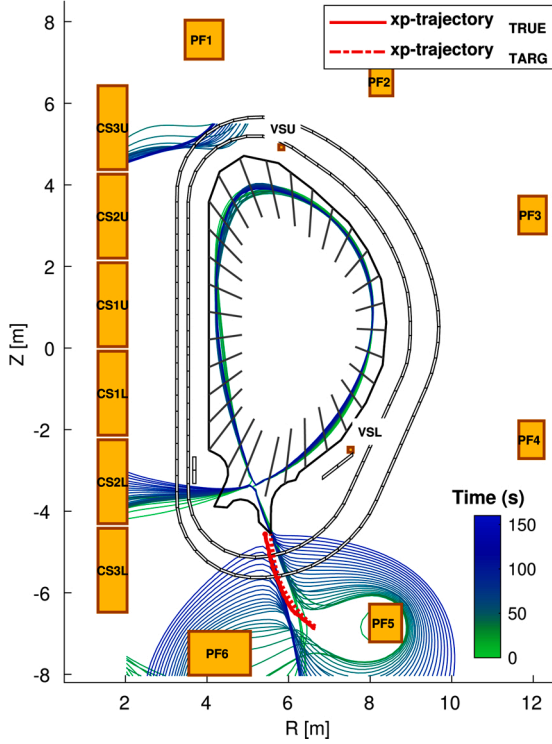 8
6
4
2
0
-2
-4
-6
-8
Z [m]
2
4
6
8
10
12
R [m]
xp-trajectory TRUE
xp-trajectory TARG
PF1
PF2
CS3U
VSU
CS2U
PF3
CS1U
CS1L
VSL
PF4
CS2L
CS3L
PF5
PF6
Time (s)
150
100
50
0